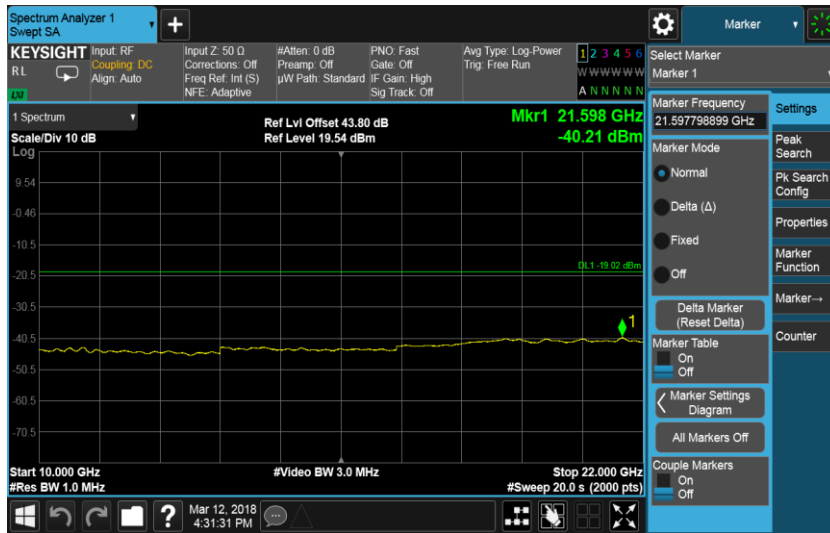 Spectrum Analyzer 1
Swept SA
Marker
KEYSIGHT
RL
LXI
Input: RF
Coupling: DC
Align: Auto
Input Z: 50 Ω
Corrections: Off
Freq Ref: Int (S)
NFE: Adaptive
#Atten: 0 dB
Preamp: Off
µW Path: Standard
PNO: Fast
Gate: Off
IF Gain: High
Sig Track: Off
Avg Type: Log-Power
Trig: Free Run
1 2 3 4 5 6
W W W W W W
A N N N N N
Select Marker
Marker 1
1 Spectrum
Scale/Div 10 dB
Log
Ref Lvl Offset 43.80 dB
Ref Level 19.54 dBm
Mkr1 21.598 GHz
-40.21 dBm
9.54
-0.46
-10.5
-20.5
-30.5
-40.5
-50.5
-60.5
-70.5
DL1 -19.02 dBm
1
Start 10.000 GHz
#Res BW 1.0 MHz
#Video BW 3.0 MHz
Stop 22.000 GHz
#Sweep 20.0 s (2000 pts)
Marker Frequency
21.597798899 GHz
Marker Mode
Normal
Delta (Δ)
Fixed
Off
Delta Marker
(Reset Delta)
Marker Table
On
Off
Marker Settings
Diagram
All Markers Off
Couple Markers
On
Off
Settings
Peak
Search
Pk Search
Config
Properties
Marker
Function
Marker→
Counter
?
Mar 12, 2018
4:31:31 PM